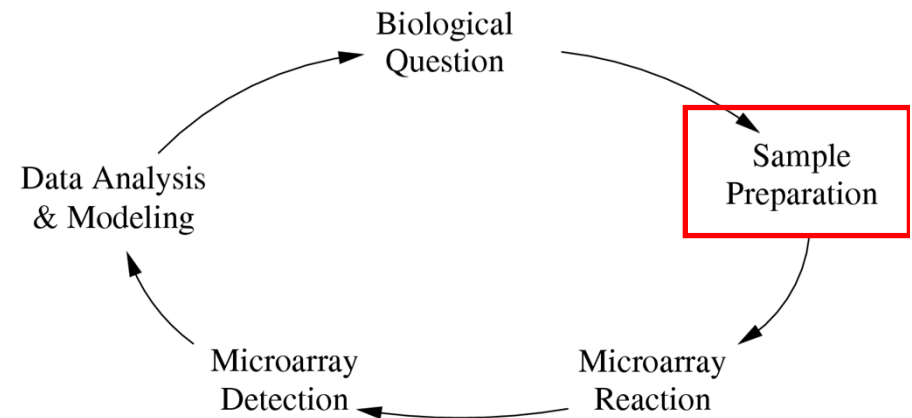 Biological
Question
Sample
Preparation
Microarray
Reaction
Microarray
Detection
Data Analysis
& Modeling